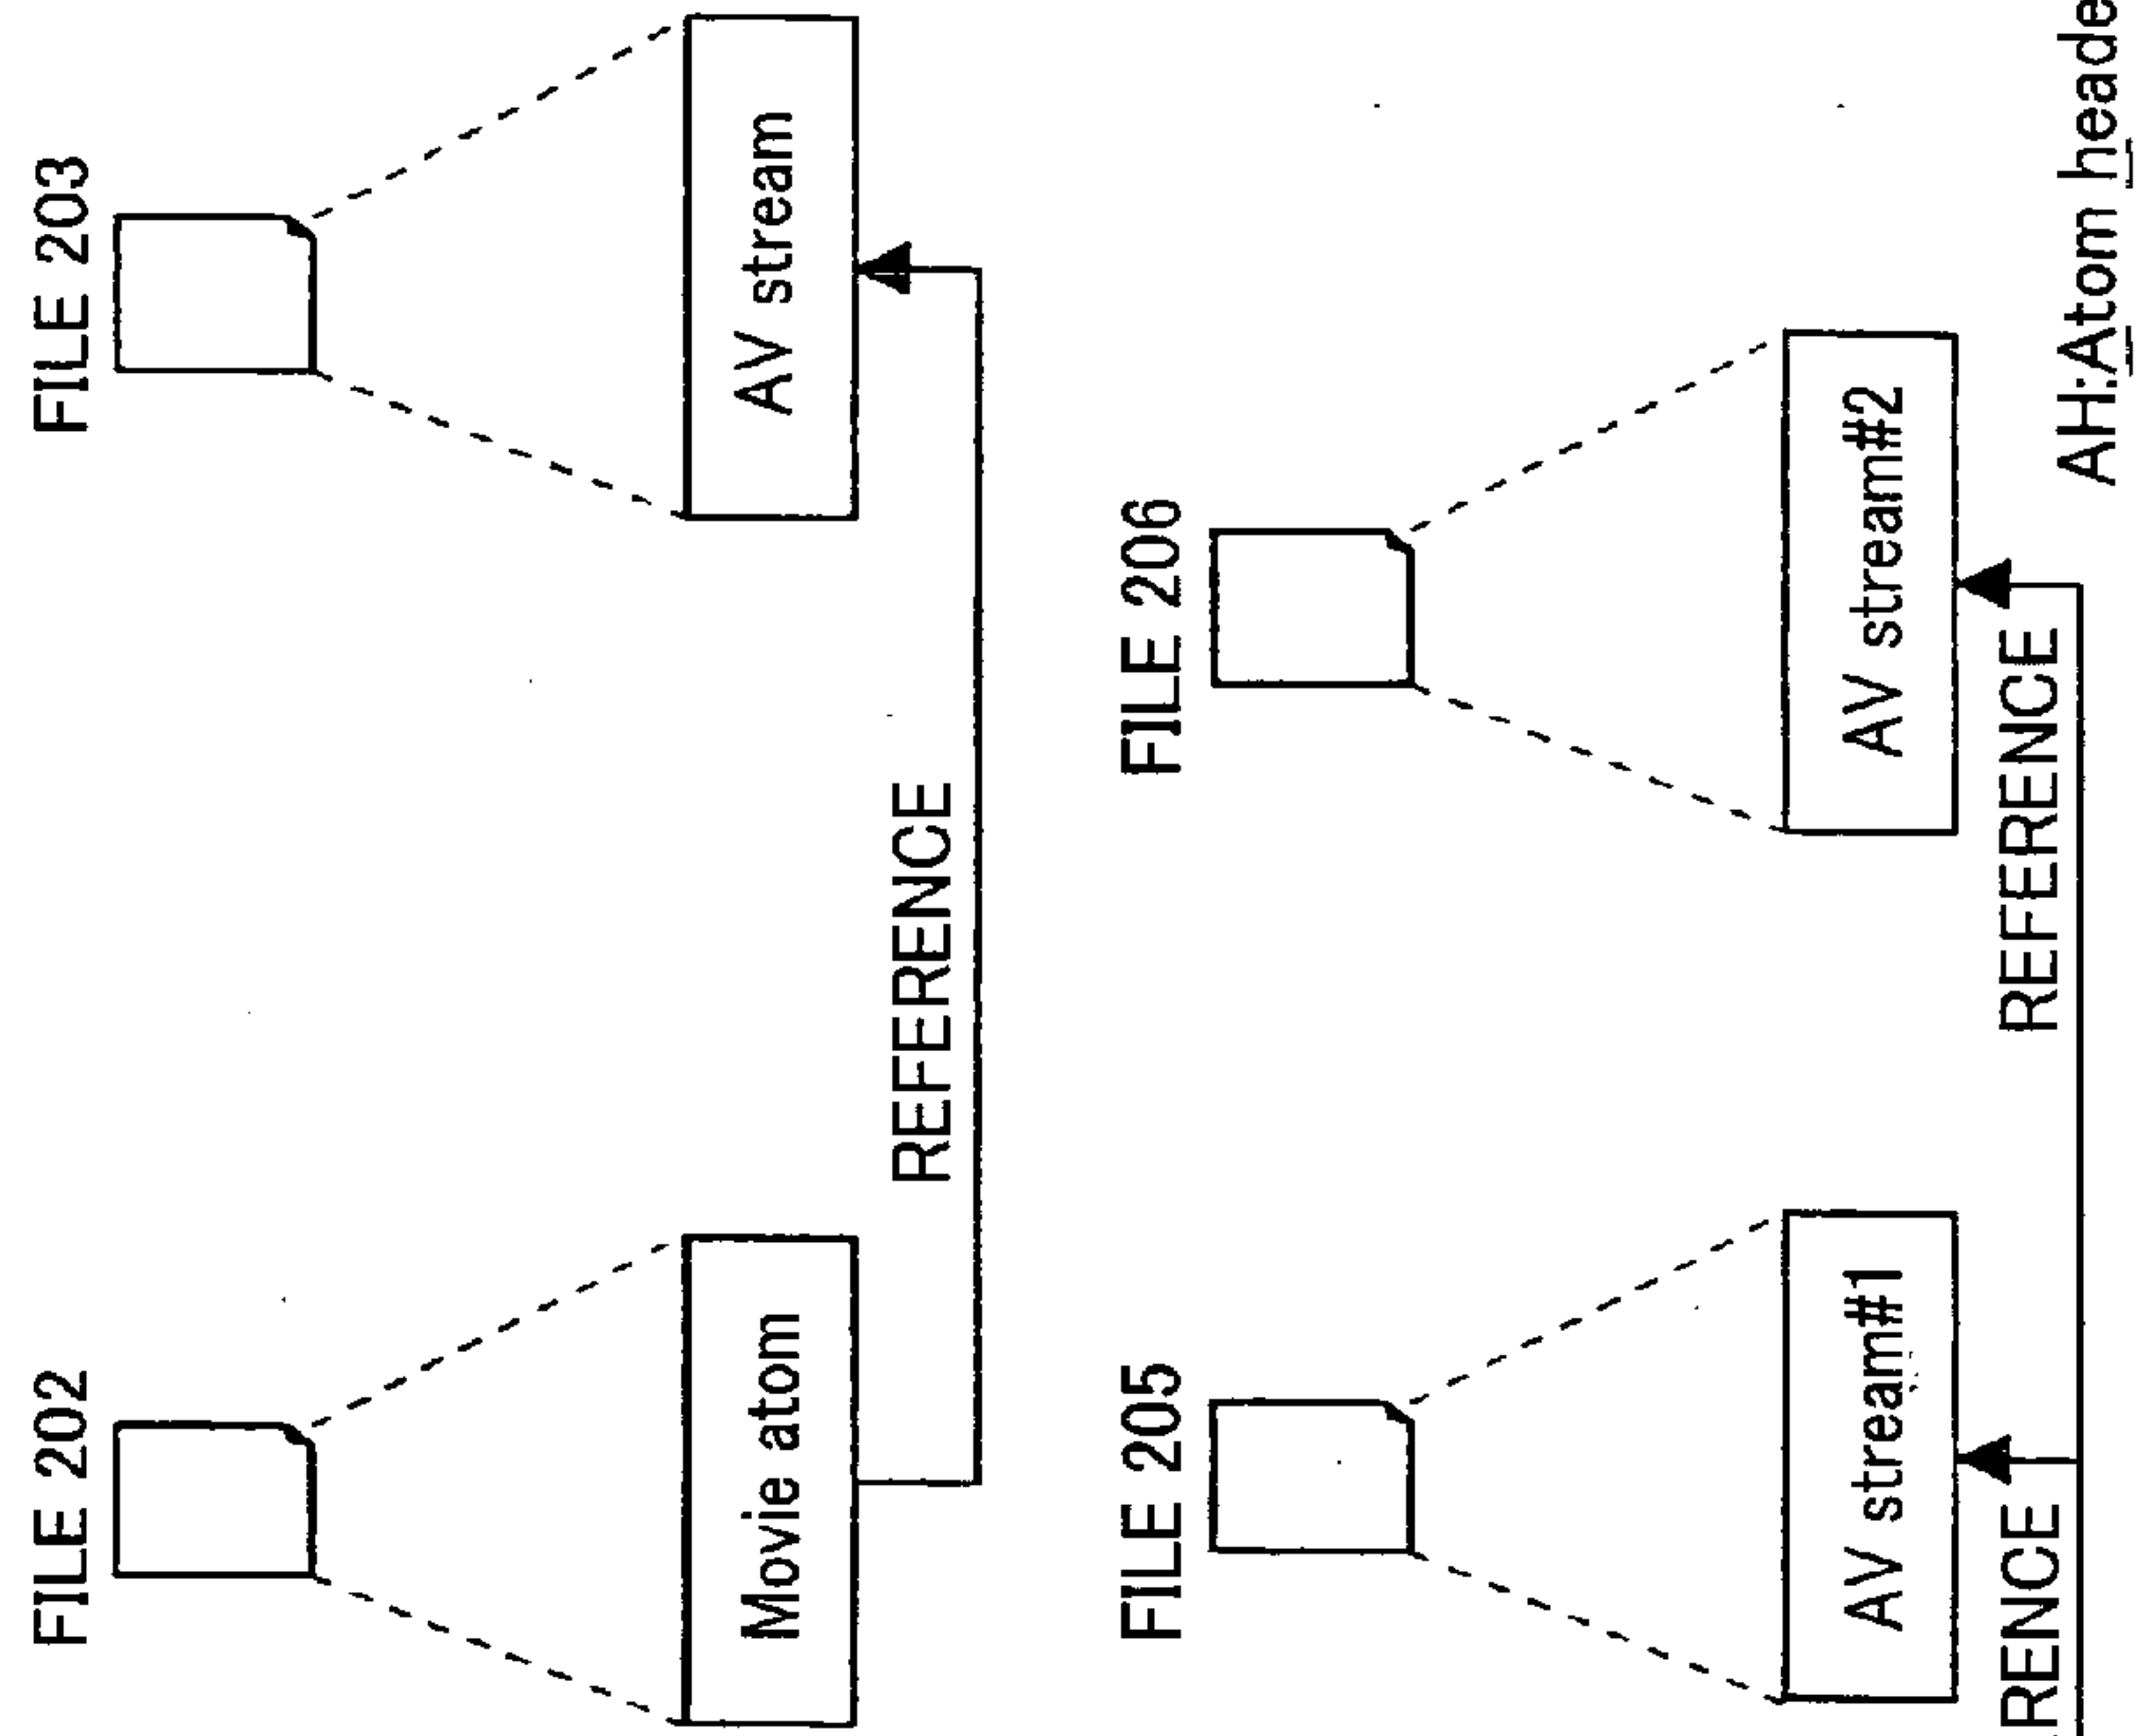 FILE 202
FILE 203
Movie atom
AV stream
REFERENCE
FILE 205
FILE 206
AV stream#1
AV stream#2
RENCE
REFERENCE
AH:Atom heade